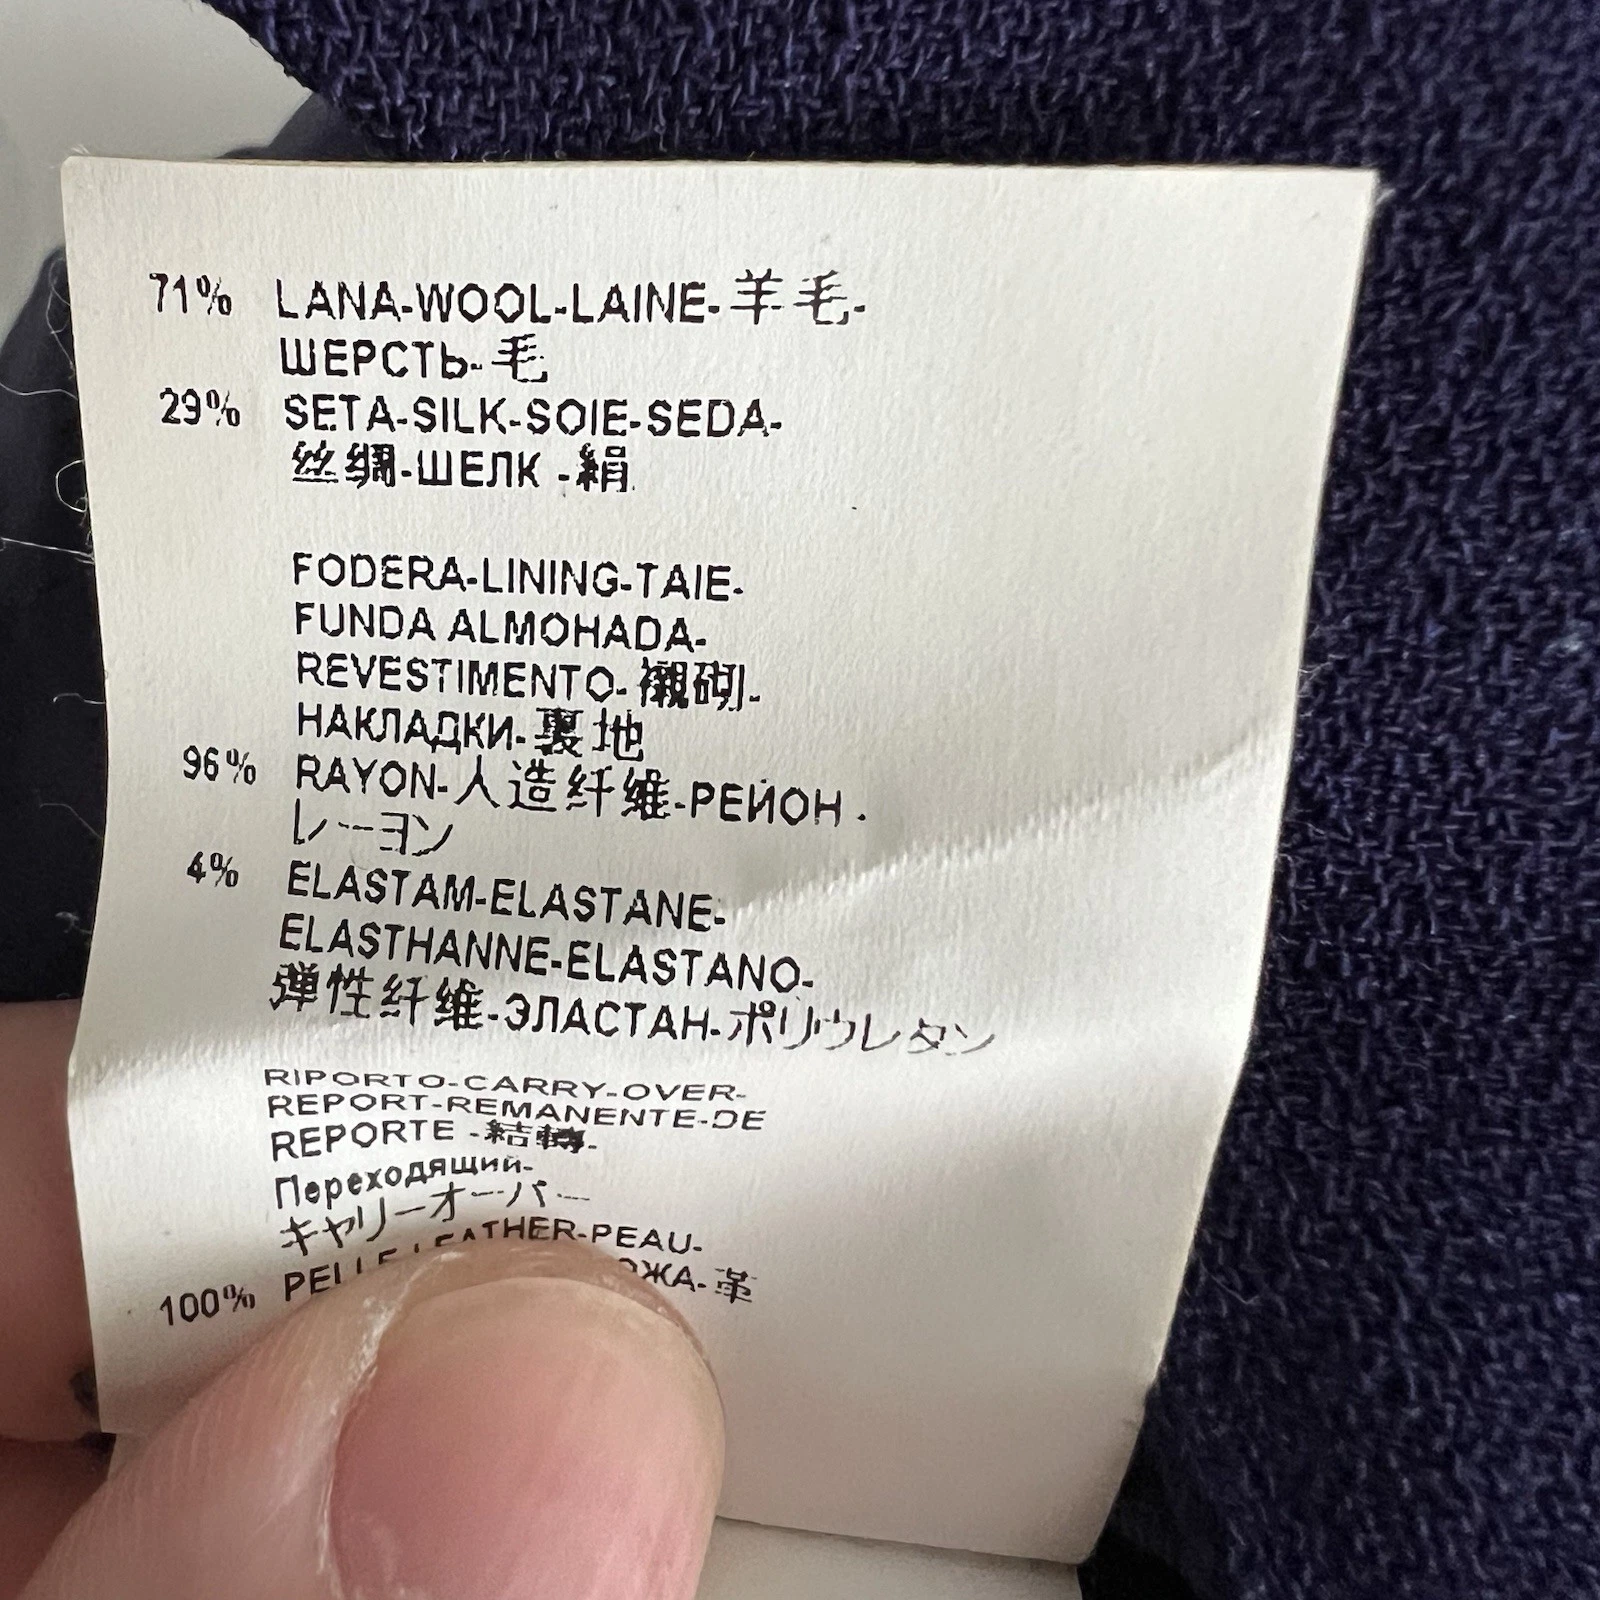 71% LANA-WOOL-LAINE-羊毛-
ШЕРСТЬ-毛
29% SETA-SILK-SOIE-SEDA-
丝绸-ШЕЛК -絹
FODERA-LINING-TAIE-
FUNDA ALMOHADA-
REVESTIMENTO-襯砌-
НАКЛАДКИ-裏地
96% RAYON-人造纤维-РЕЙОН -
レーヨン
4% ELASTAM-ELASTANE-
ELASTHANNE-ELASTANO-
弹性纤维-ЭЛАСТАН-ポリウレタン
RIPORTO-CARRY-OVER-
REPORT-REMANENTE-DE
REPORTE -結轉-
Переходящий-
キャリーオーバー
100% PELLE-LEATHER-PEAU-
革